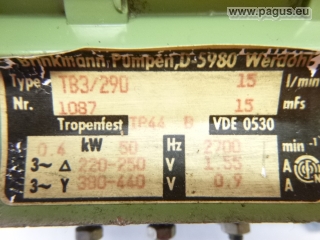 www.pagus.eu
Brinkmann, Pumpen, D-5980 Werdohl
Type TB3/290 15 l/min
Nr. 1087 15 mfs
Tropenfest TP44 B VDE 0530
0.4 kW 60 Hz 2700 min⁻¹
3~ Δ 220-250 V 1.55 A
3~ Y 380-440 V 0.9 A